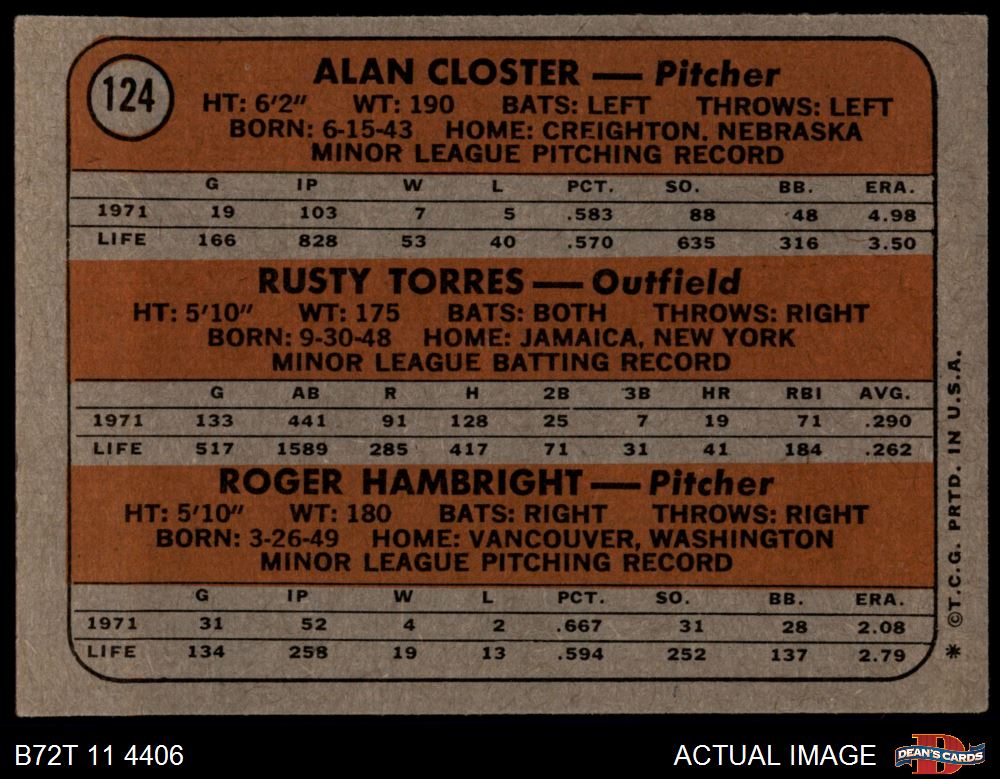 124
ALAN CLOSTER — Pitcher
HT: 6'2" WT: 190 BATS: LEFT THROWS: LEFT
BORN: 6-15-43 HOME: CREIGHTON, NEBRASKA
MINOR LEAGUE PITCHING RECORD
G IP W L PCT. SO. BB. ERA.
1971 19 103 7 5 .583 88 48 4.98
LIFE 166 828 53 40 .570 635 316 3.50
RUSTY TORRES — Outfield
HT: 5'10" WT: 175 BATS: BOTH THROWS: RIGHT
BORN: 9-30-48 HOME: JAMAICA, NEW YORK
MINOR LEAGUE BATTING RECORD
G AB R H 2B 3B HR RBI AVG.
1971 133 441 91 128 25 7 19 71 .290
LIFE 517 1589 285 417 71 31 41 184 .262
ROGER HAMBRIGHT — Pitcher
HT: 5'10" WT: 180 BATS: RIGHT THROWS: RIGHT
BORN: 3-26-49 HOME: VANCOUVER, WASHINGTON
MINOR LEAGUE PITCHING RECORD
G IP W L PCT. SO. BB. ERA.
1971 31 52 4 2 .667 31 28 2.08
LIFE 134 258 19 13 .594 252 137 2.79
* © T.C.G. PRTD. IN U.S.A.
B72T 11 4406
ACTUAL IMAGE
DEAN'S CARDS